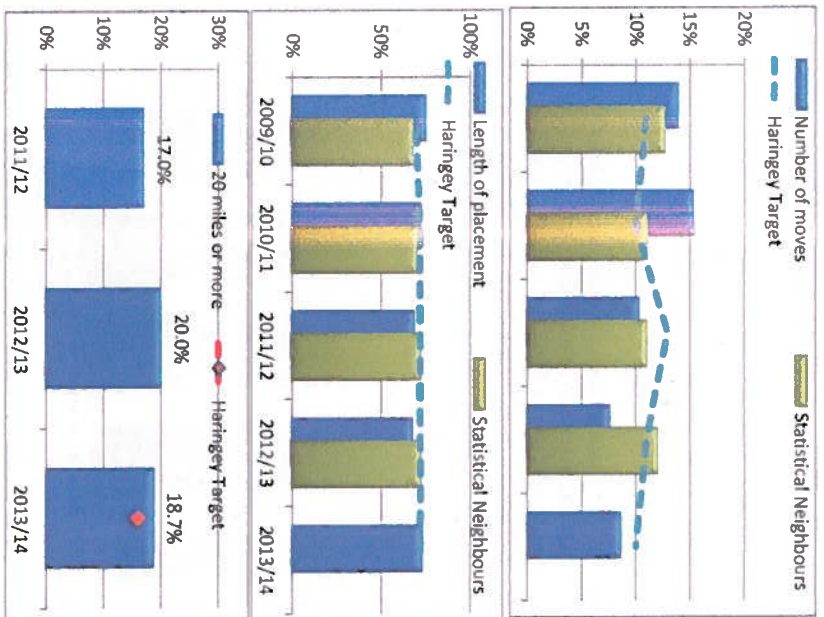 Number of moves Statistical Neighbours
Haringey Target
20%
15%
10%
5%
0%
Length of placement Statistical Neighbours
Haringey Target
100%
50%
0%
2009/10 2010/11 2011/12 2012/13 2013/14
20 miles or more Haringey Target
30%
20%
10%
0%
17.0% 20.0% 18.7%
2011/12 2012/13 2013/14